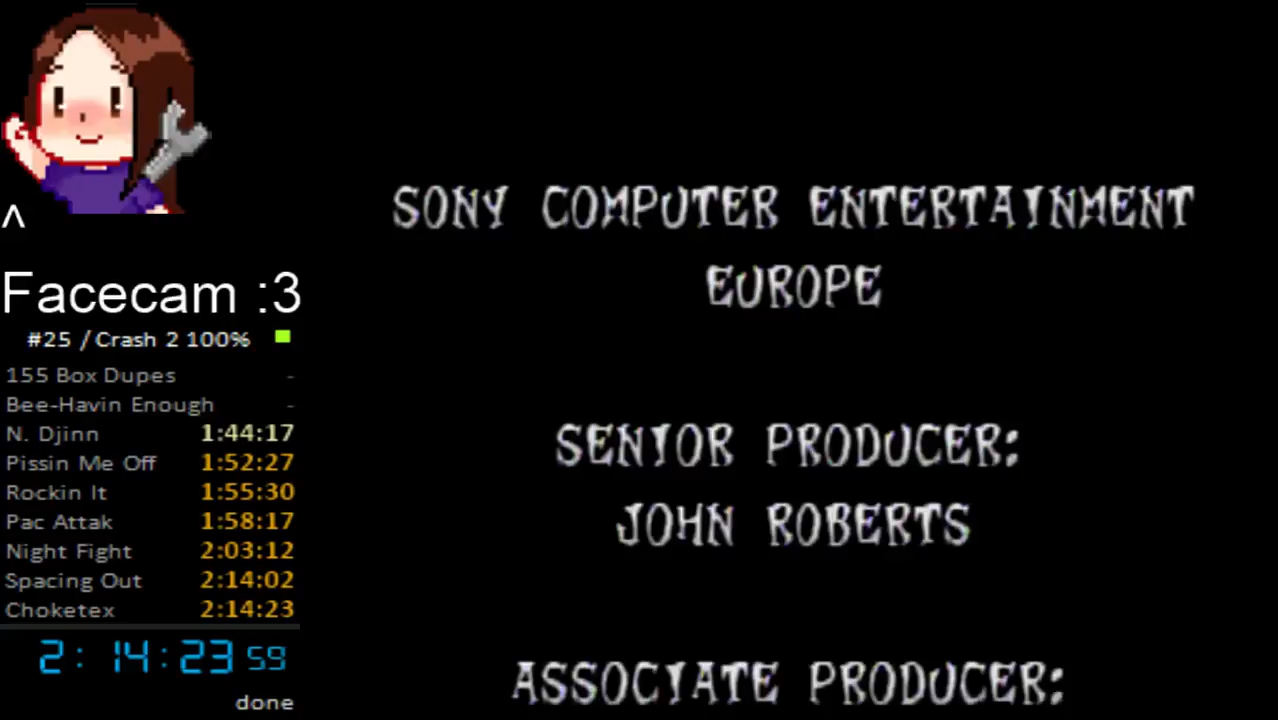 ^
Facecam :3
#25 / Crash 2 100%
155 Box Dupes -
Bee-Havin Enough -
N. Djinn 1:44:17
Pissin Me Off 1:52:27
Rockin It 1:55:30
Pac Attak 1:58:17
Night Fight 2:03:12
Spacing Out 2:14:02
Choketex 2:14:23
2:14:23 59
done
SONY COMPUTER ENTERTAINMENT
EUROPE
SENIOR PRODUCER:
JOHN ROBERTS
ASSOCIATE PRODUCER: